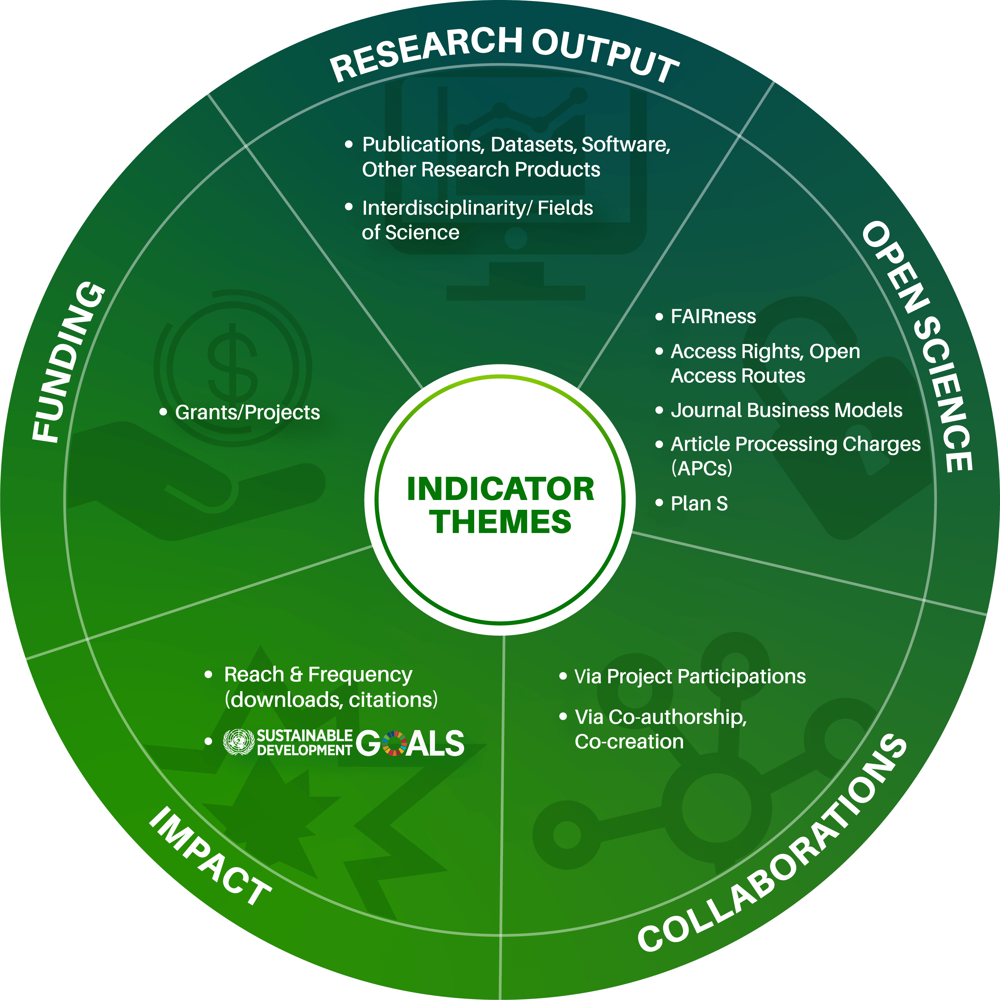 RESEARCH OUTPUT
Publications, Datasets, Software,
Other Research Products
Interdisciplinarity/ Fields
of Science
OPEN SCIENCE
FAIRness
Access Rights, Open
Access Routes
Journal Business Models
Article Processing Charges
(APCs)
Plan S
COLLABORATIONS
Via Project Participations
Via Co-authorship,
Co-creation
IMPACT
Reach & Frequency
(downloads, citations)
SUSTAINABLE
DEVELOPMENT
GOALS
FUNDING
$
Grants/Projects
INDICATOR
THEMES